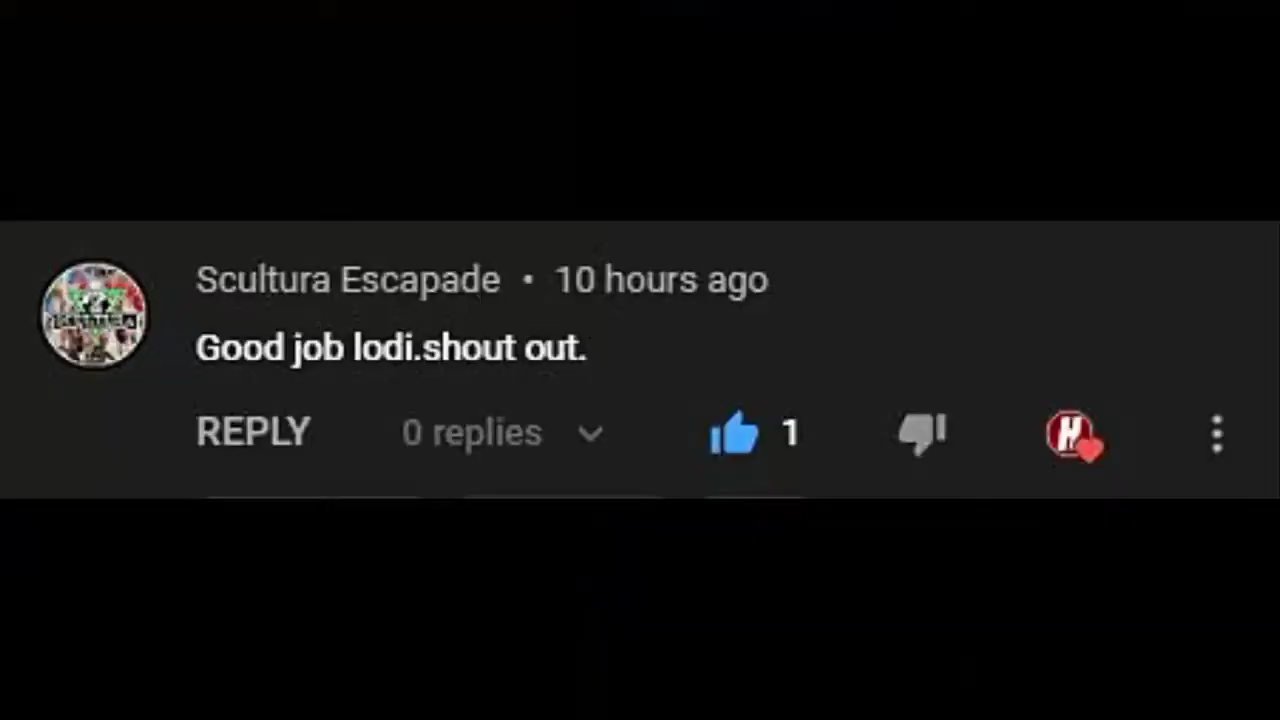 Scultura Escapade • 10 hours ago
Good job lodi.shout out.
REPLY 0 replies 1 H